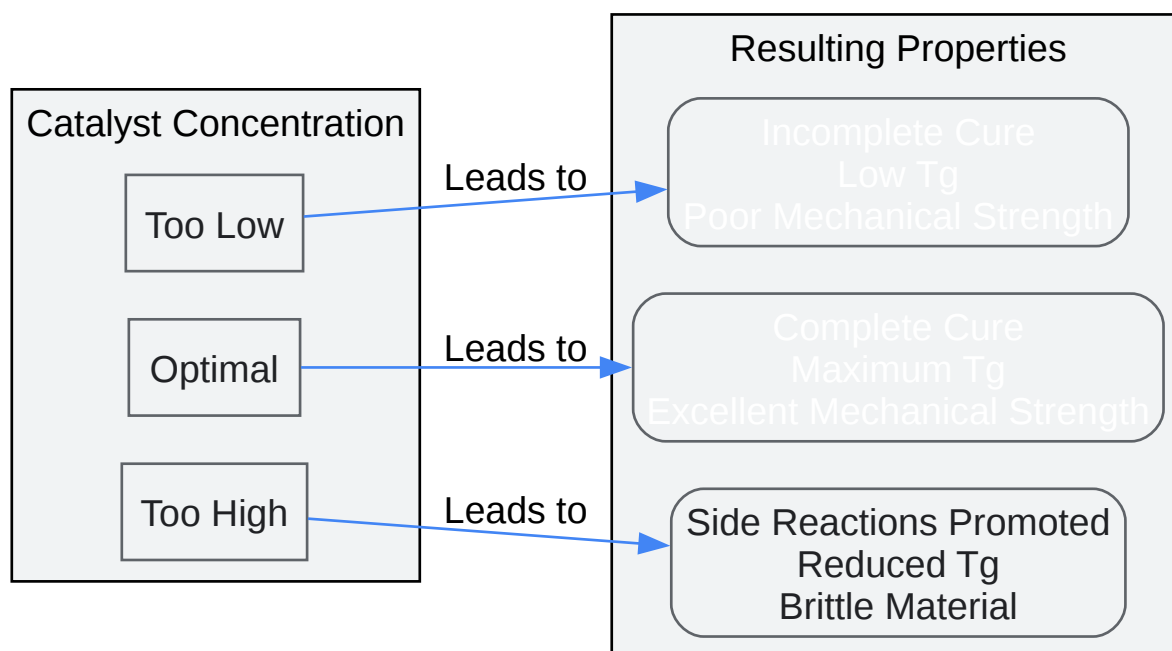 Resulting Properties
Catalyst Concentration
Incomplete Cure
Low Tg
Poor Mechanical Strength
Leads to
Too Low
Complete Cure
Maximum Tg
Excellent Mechanical Strength
Leads to
Optimal
Side Reactions Promoted
Reduced Tg
Brittle Material
Leads to
Too High